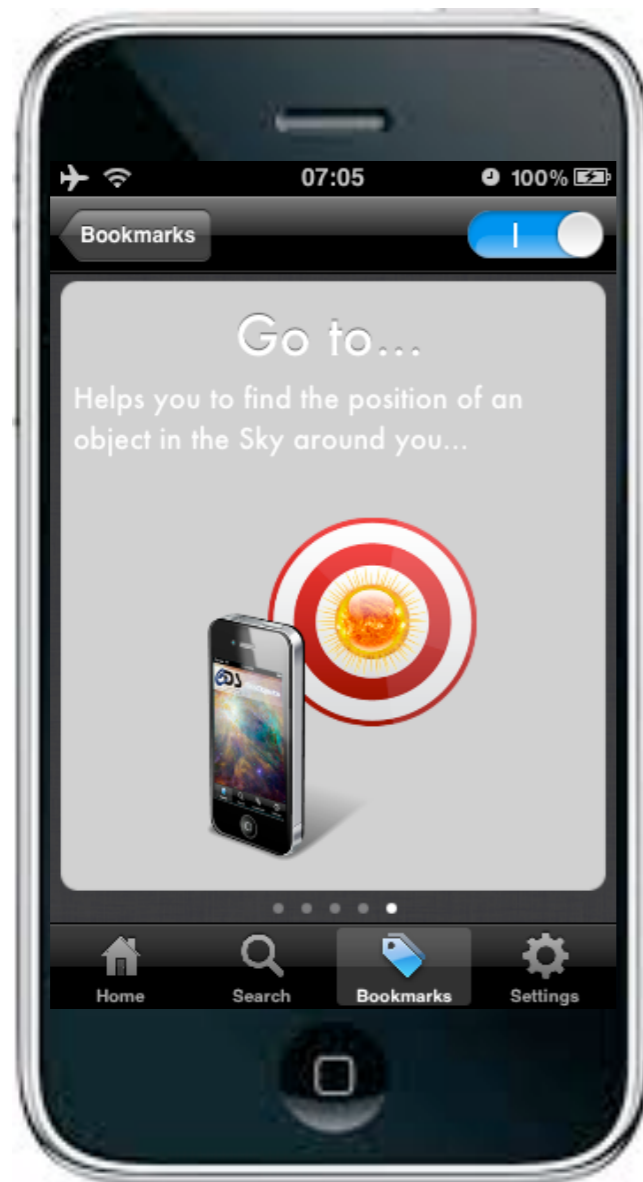 07:05
100%
Bookmarks
Go to...
Helps you to find the position of an
object in the Sky around you...
CDS
Home
Search
Bookmarks
Settings